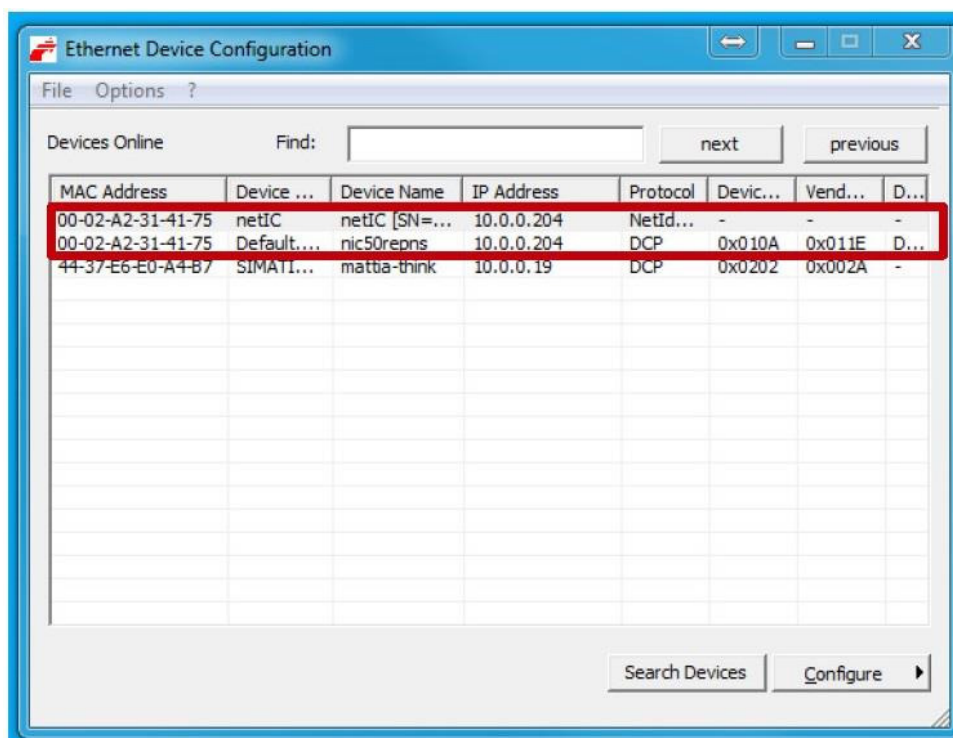 Ethernet Device Configuration
File Options ?
Devices Online Find: next previous
MAC Address Device ... Device Name IP Address Protocol Devic... Vend... D...
00-02-A2-31-41-75 netIC netIC [SN=... 10.0.0.204 NetId... - - -
00-02-A2-31-41-75 Default.... nic50repns 10.0.0.204 DCP 0x010A 0x011E D...
44-37-E6-E0-A4-B7 SIMATI... mattia-think 10.0.0.19 DCP 0x0202 0x002A -
Search Devices Configure